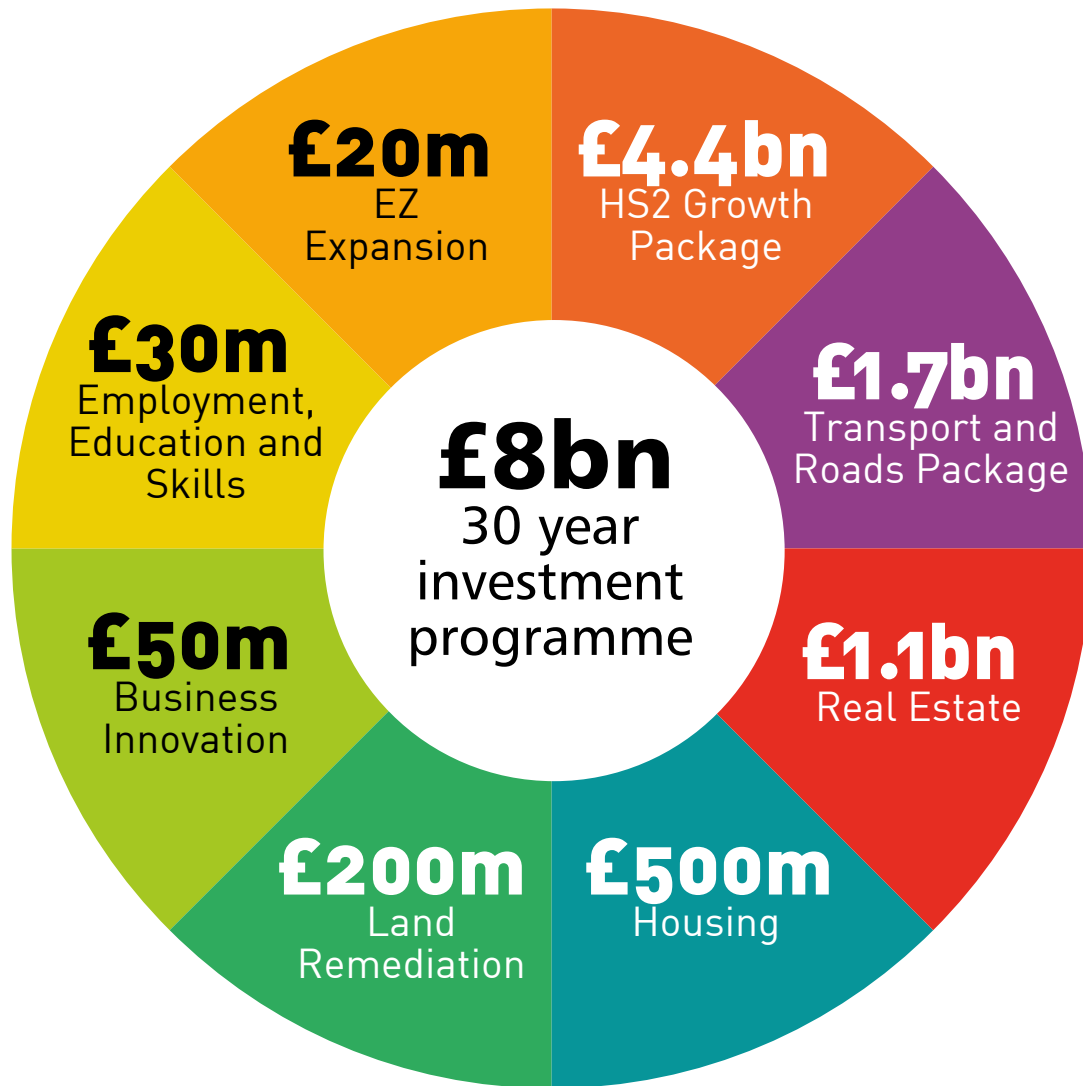 £20m
EZ
Expansion
£4.4bn
HS2 Growth
Package
£1.7bn
Transport and
Roads Package
£1.1bn
Real Estate
£500m
Housing
£200m
Land
Remediation
£50m
Business
Innovation
£30m
Employment,
Education and
Skills
£8bn
30 year
investment
programme